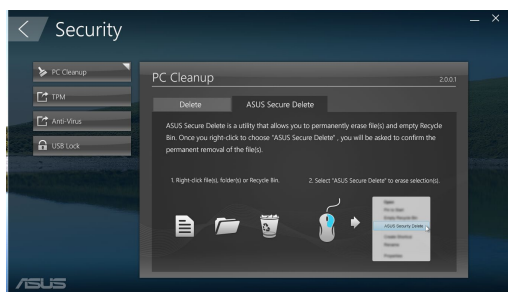 Security
PC Cleanup
TPM
Anti-Virus
USB Lock
PC Cleanup
2.0.0.1
Delete
ASUS Secure Delete
ASUS Secure Delete is a utility that allows you to permanently erase file(s) and empty Recycle
Bin. Once you right-click to choose "ASUS Secure Delete" , you will be asked to confirm the
permanent removal of the file(s).
1. Right-click file(s), folder(s) or Recycle Bin.
2. Select "ASUS Secure Delete" to erase selection(s).
ASUS Security Delete
ASUS